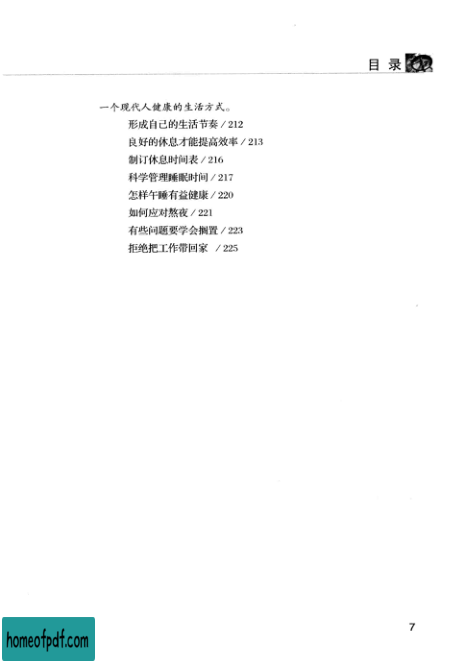 目 录
一个现代人健康的生活方式。
形成自己的生活节奏 / 212
良好的休息才能提高效率 / 213
制订休息时间表 / 216
科学管理睡眠时间 / 217
怎样午睡有益健康 / 220
如何应对熬夜 / 221
有些问题要学会搁置 / 223
拒绝把工作带回家 / 225
7
homeofpdf.com